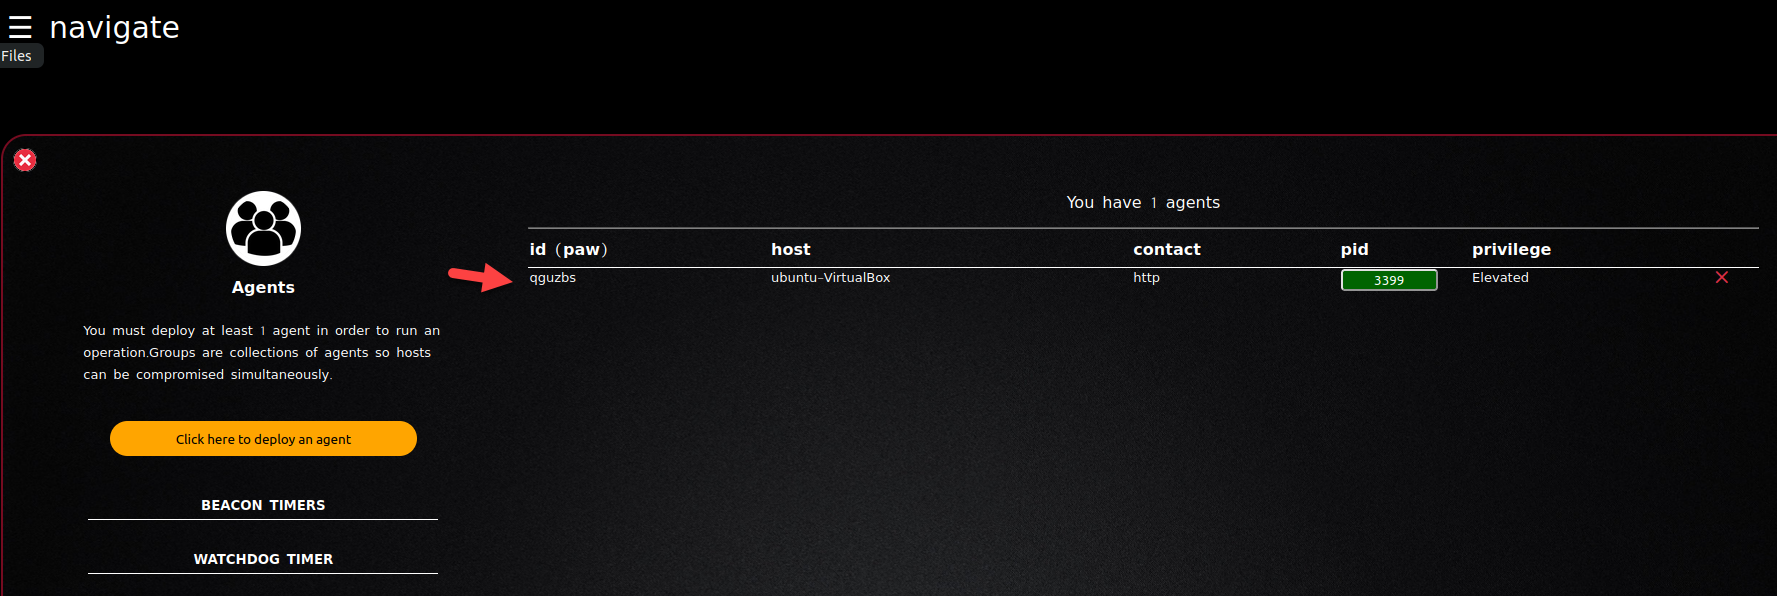 ☰ navigate
Files
Agents
You must deploy at least 1 agent in order to run an
operation.Groups are collections of agents so hosts
can be compromised simultaneously.
Click here to deploy an agent
BEACON TIMERS
WATCHDOG TIMER
You have 1 agents
id (paw) host contact pid privilege
qguzbs ubuntu-VirtualBox http 3399 Elevated